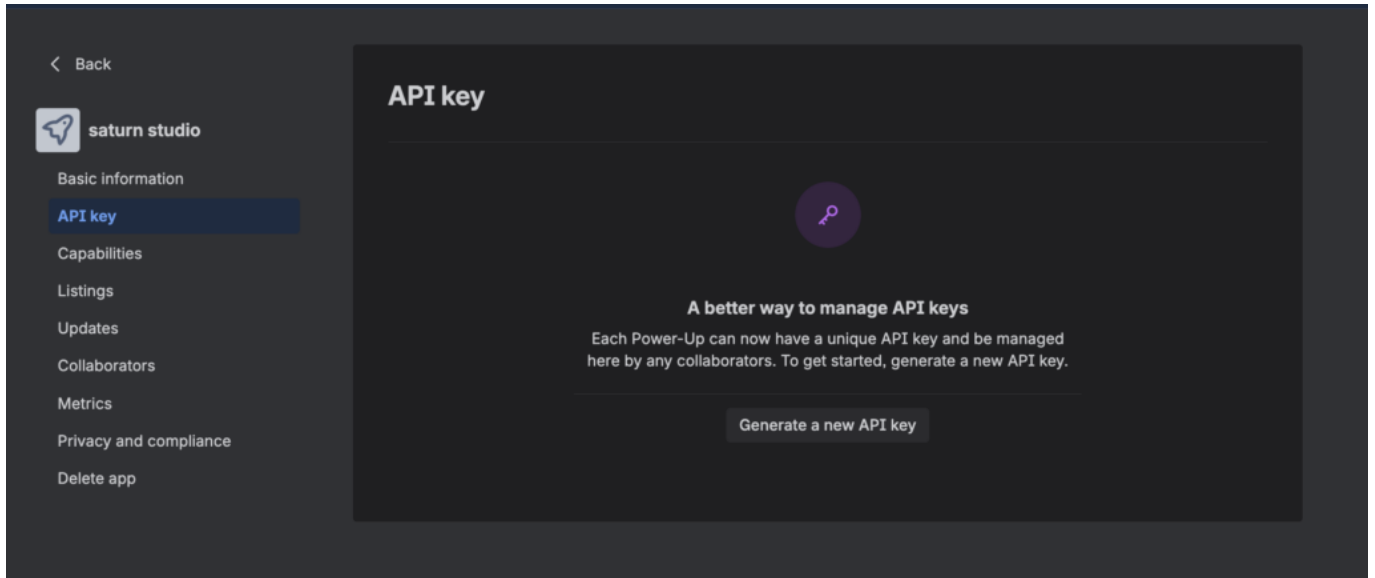 Back
saturn studio
Basic information
API key
Capabilities
Listings
Updates
Collaborators
Metrics
Privacy and compliance
Delete app
API key
A better way to manage API keys
Each Power-Up can now have a unique API key and be managed
here by any collaborators. To get started, generate a new API key.
Generate a new API key